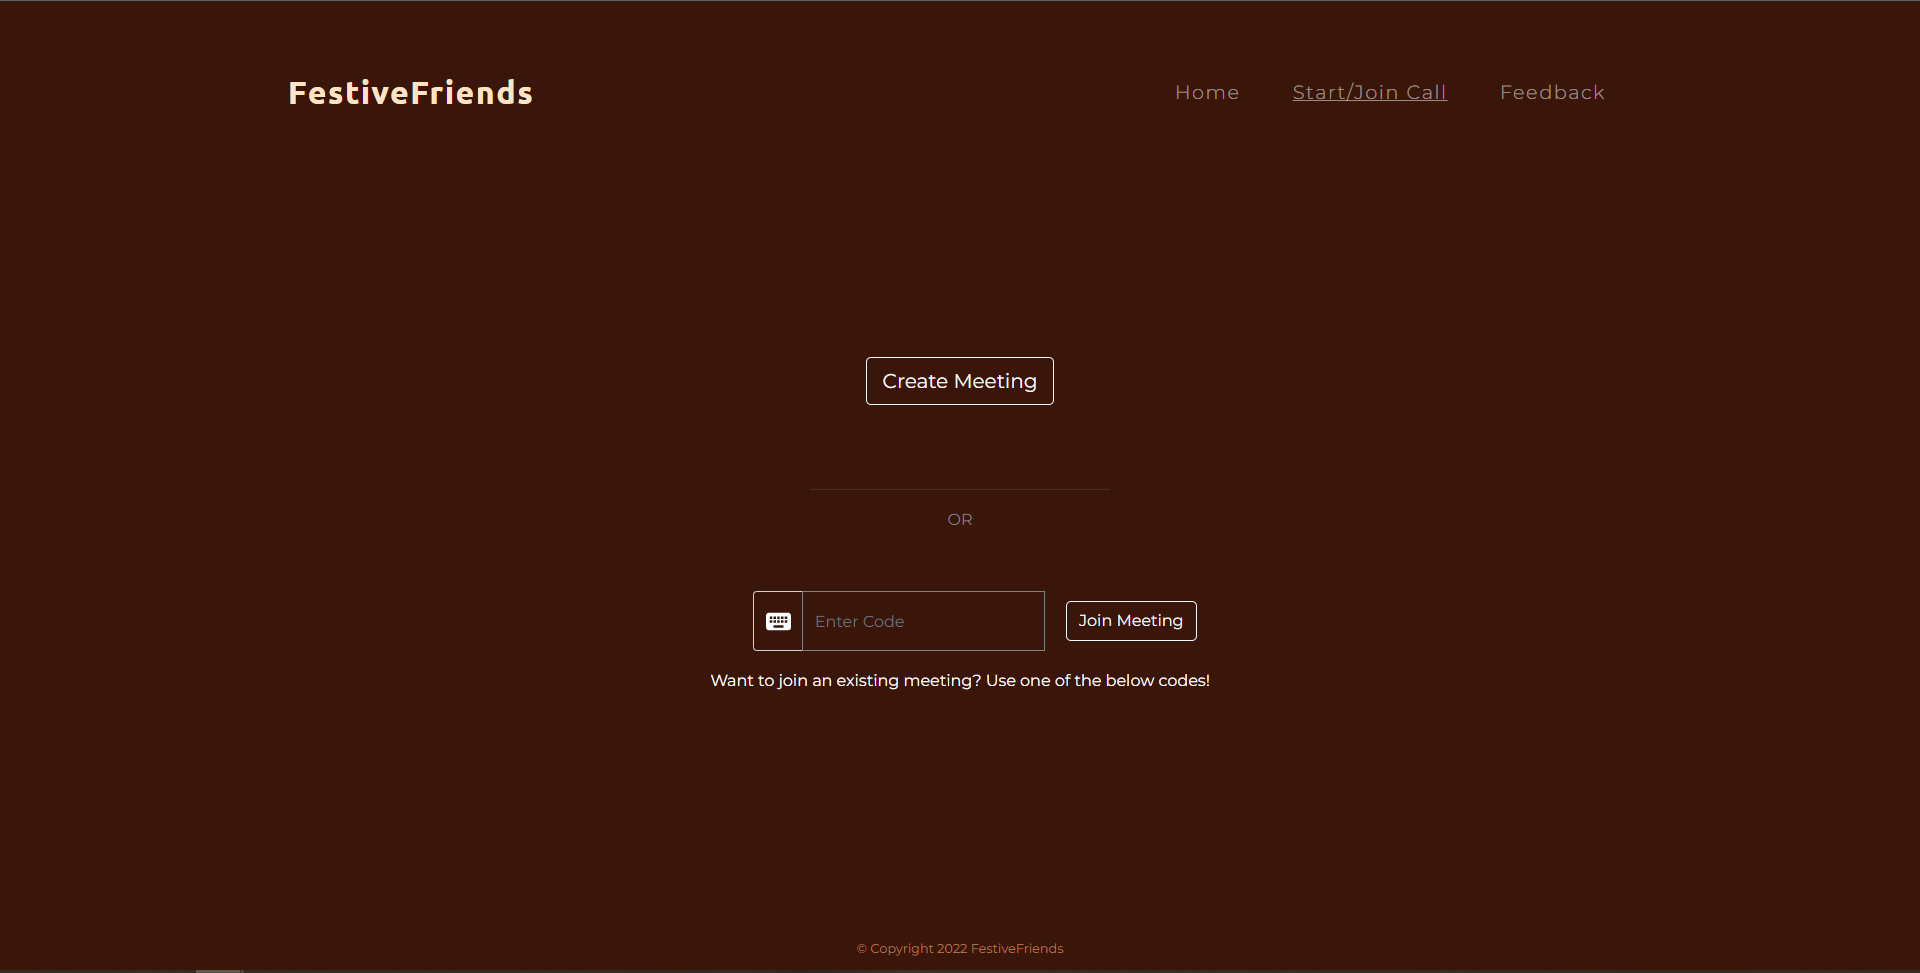 FestiveFriends
Home Start/Join Call Feedback
Create Meeting
OR
Enter Code
Join Meeting
Want to join an existing meeting? Use one of the below codes!
© Copyright 2022 FestiveFriends